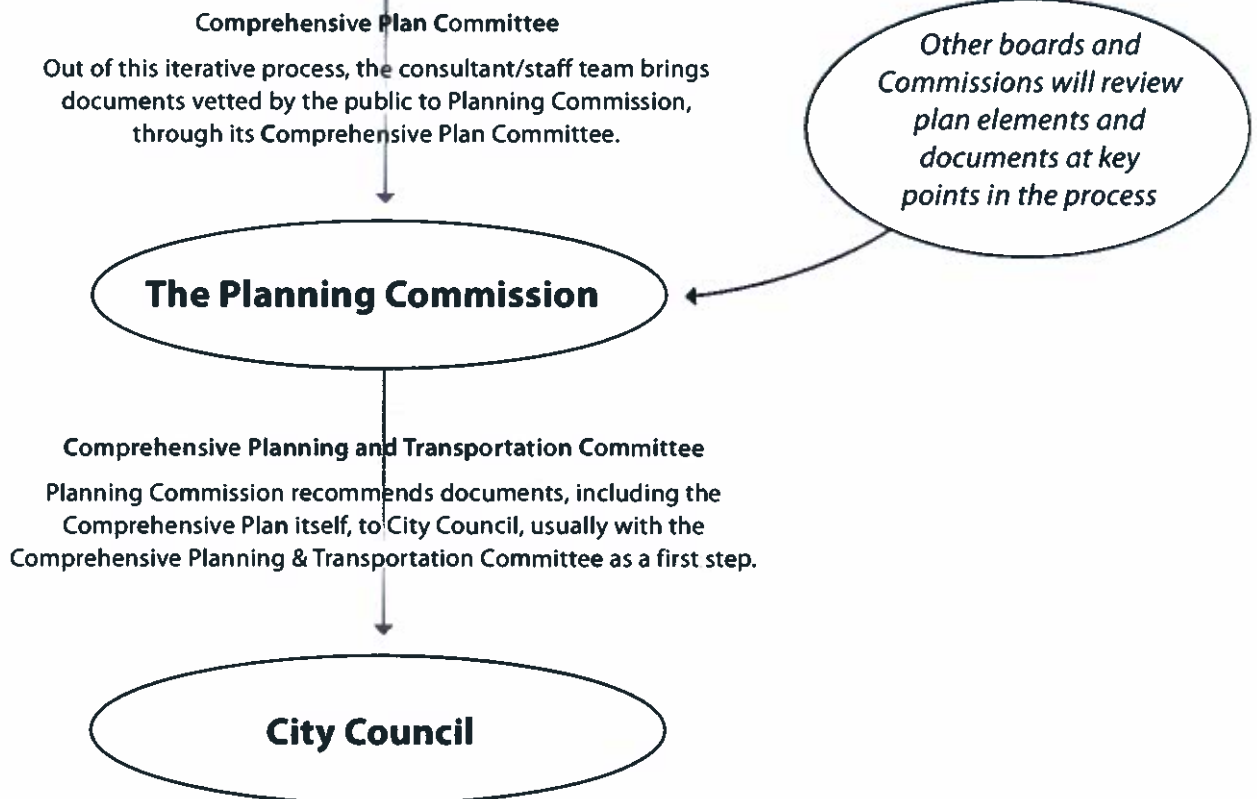 Comprehensive Plan Committee
Out of this iterative process, the consultant/staff team brings
documents vetted by the public to Planning Commission,
through its Comprehensive Plan Committee.
Other boards and
Commissions will review
plan elements and
documents at key
points in the process
The Planning Commission
Comprehensive Planning and Transportation Committee
Planning Commission recommends documents, including the
Comprehensive Plan itself, to City Council, usually with the
Comprehensive Planning & Transportation Committee as a first step.
City Council